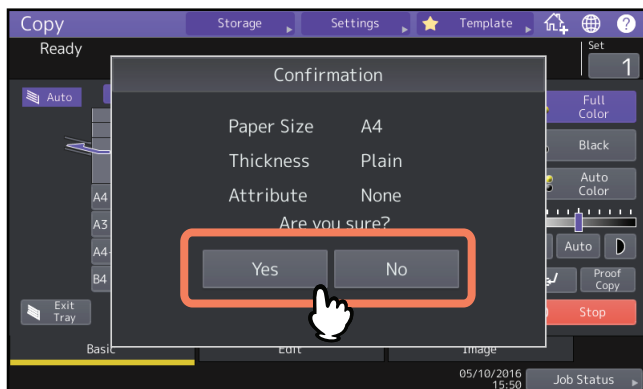 Copy
Storage
Settings
Template
?
Ready
Set
1
Auto
Confirmation
Paper Size A4
Thickness Plain
Attribute None
Are you sure?
Yes No
A4
A3
A4
B4
Exit
Tray
Full
Color
Black
Auto
Color
Auto
Proof
Copy
Stop
Basic
Edit
Image
05/10/2016
15:50
Job Status